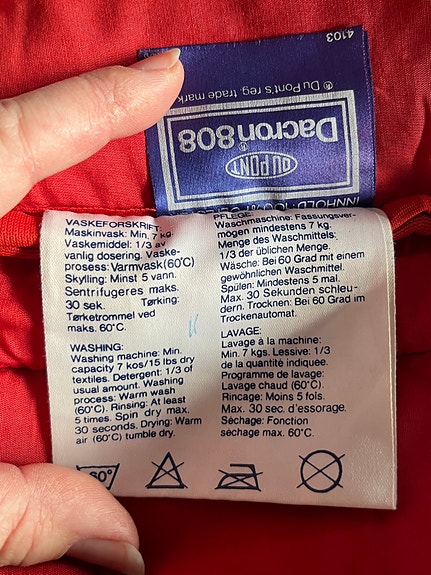 4103
® Du Pont's reg. trade mark
Dacron808
DU PONT
INNHOLD: 100%
VASKEFORSKRIFT:
Maskinvask: Min. 7 kg.
Vaskemiddel: 1/3 av
vanlig dosering. Vaske-
prosess: Varmvask (60°C)
Skylling: Minst 5 vann.
Sentrifugeres maks.
30 sek. Tørking:
Tørketrommel ved
maks. 60°C.
WASHING:
Washing machine: Min.
capacity 7 kos/15 lbs dry
textiles. Detergent: 1/3 of
usual amount. Washing
process: Warm wash
(60°C). Rinsing: At least
5 times. Spin dry max.
30 seconds. Drying: Warm
air (60°C) tumble dry.
PFLEGE:
Waschmaschine: Fassungsver-
mögen mindestens 7 kg.
Menge des Waschmittels:
1/3 der üblichen Menge.
Wäsche: Bei 60 Grad mit einem
gewöhnlichen Waschmittel.
Spülen: Mindestens 5 mal.
Max. 30 Sekunden schleu-
dern. Trocknen: Bei 60 Grad im
Trockenautomat.
LAVAGE:
Lavage à la machine:
Min. 7 kgs. Lessive: 1/3
de la quantité indiquée.
Programme de lavage:
Lavage chaud (60°C).
Rincage: Moins 5 fois.
Max. 30 sec. d'essorage.
Séchage: Fonction
séchage max. 60°C.
60°
A